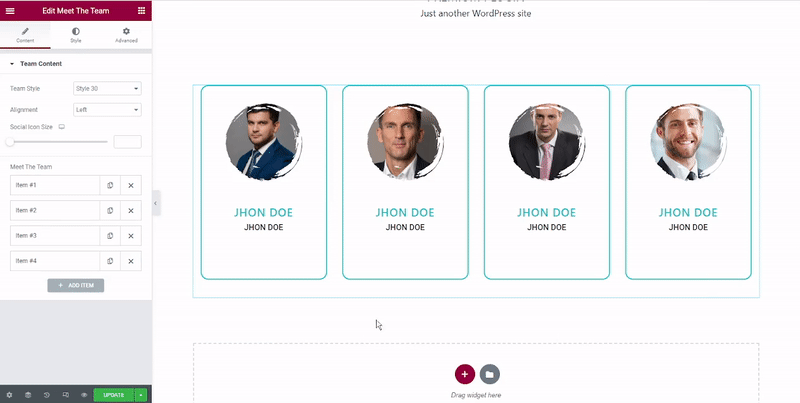 Edit Meet The Team
Content
Style
Advanced
Team Content
Team Style
Style 30
Alignment
Left
Social Icon Size
Meet The Team
Item #1
Item #2
Item #3
Item #4
ADD ITEM
UPDATE
Just another WordPress site
JHON DOE
JHON DOE
JHON DOE
JHON DOE
JHON DOE
JHON DOE
JHON DOE
JHON DOE
Drag widget here